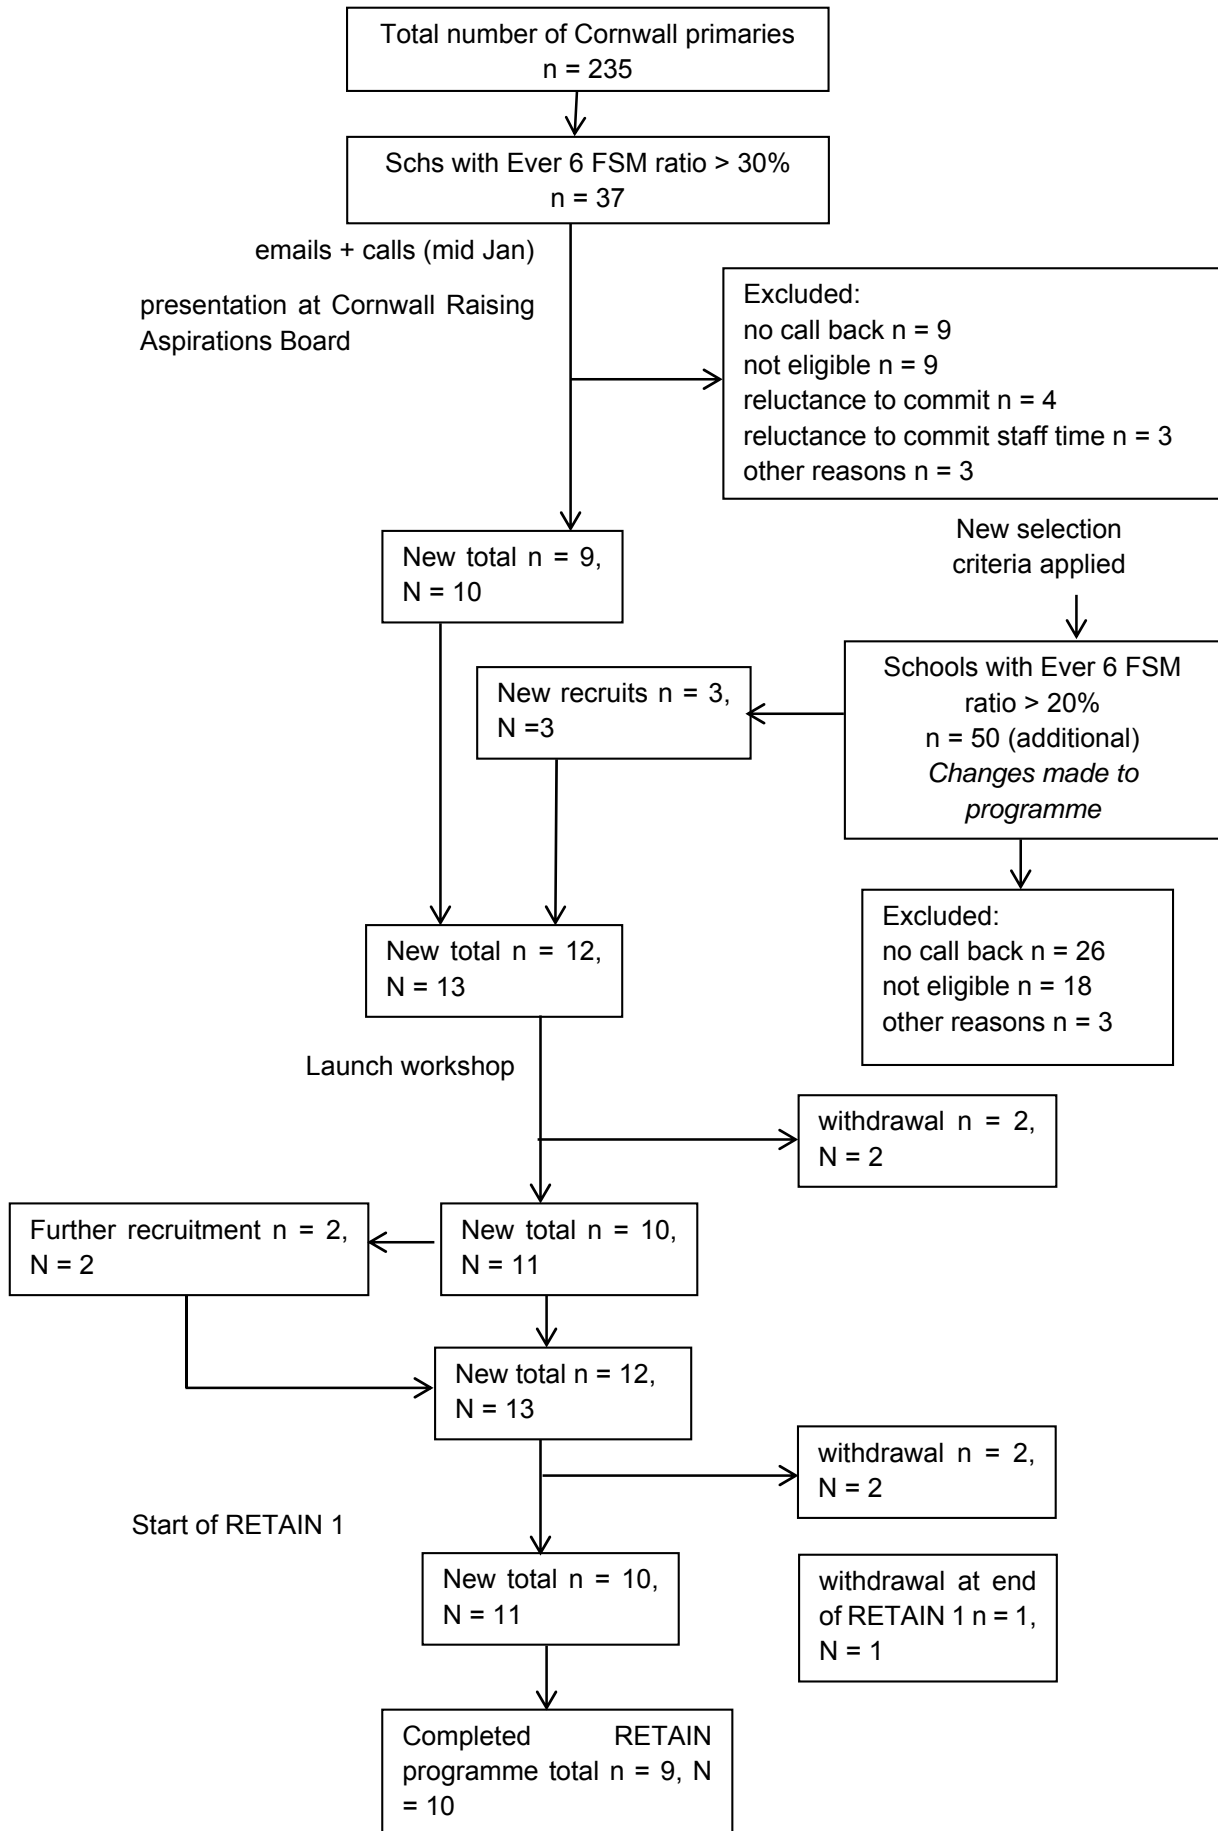 Total number of Cornwall primaries
n = 235
Schs with Ever 6 FSM ratio > 30%
n = 37
emails + calls (mid Jan)
presentation at Cornwall Raising
Aspirations Board
Excluded:
no call back n = 9
not eligible n = 9
reluctance to commit n = 4
reluctance to commit staff time n = 3
other reasons n = 3
New total n = 9,
N = 10
New selection
criteria applied
Schools with Ever 6 FSM
ratio > 20%
n = 50 (additional)
Changes made to
programme
New recruits n = 3,
N =3
Excluded:
no call back n = 26
not eligible n = 18
other reasons n = 3
New total n = 12,
N = 13
Launch workshop
withdrawal n = 2,
N = 2
Further recruitment n = 2,
N = 2
New total n = 10,
N = 11
New total n = 12,
N = 13
withdrawal n = 2,
N = 2
Start of RETAIN 1
New total n = 10,
N = 11
withdrawal at end
of RETAIN 1 n = 1,
N = 1
Completed RETAIN
programme total n = 9, N
= 10